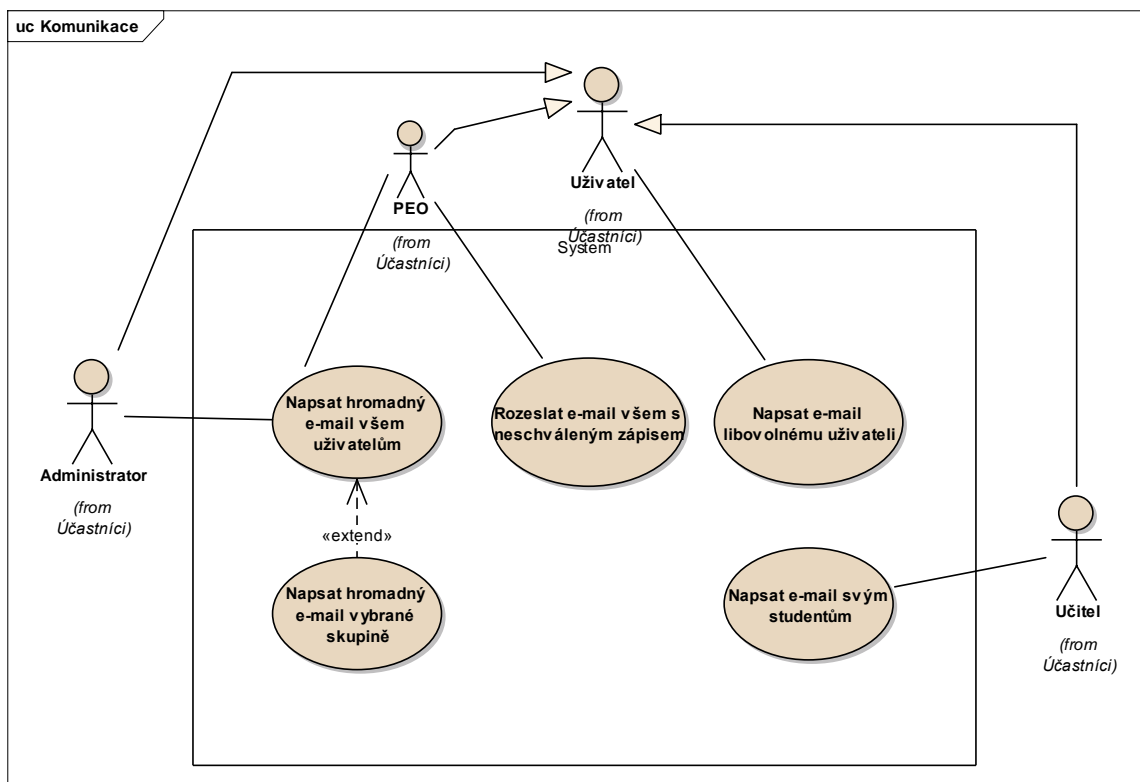 uc Komunikace
Uživatel
(from
Účastníci)
PEO
(from
Účastníci)
System
Administrator
(from
Účastníci)
Napsat hromadný
e-mail všem
uživatelům
Rozeslat e-mail všem s
neschváleným zápisem
Napsat e-mail
libovolnému uživateli
«extend»
Napsat hromadný
e-mail vybrané
skupině
Napsat e-mail svým
studentům
Učitel
(from
Účastníci)